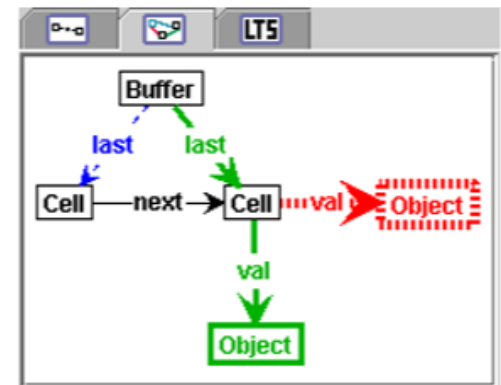 LTS
Buffer
last last
Cell next Cell val Object
val
Object